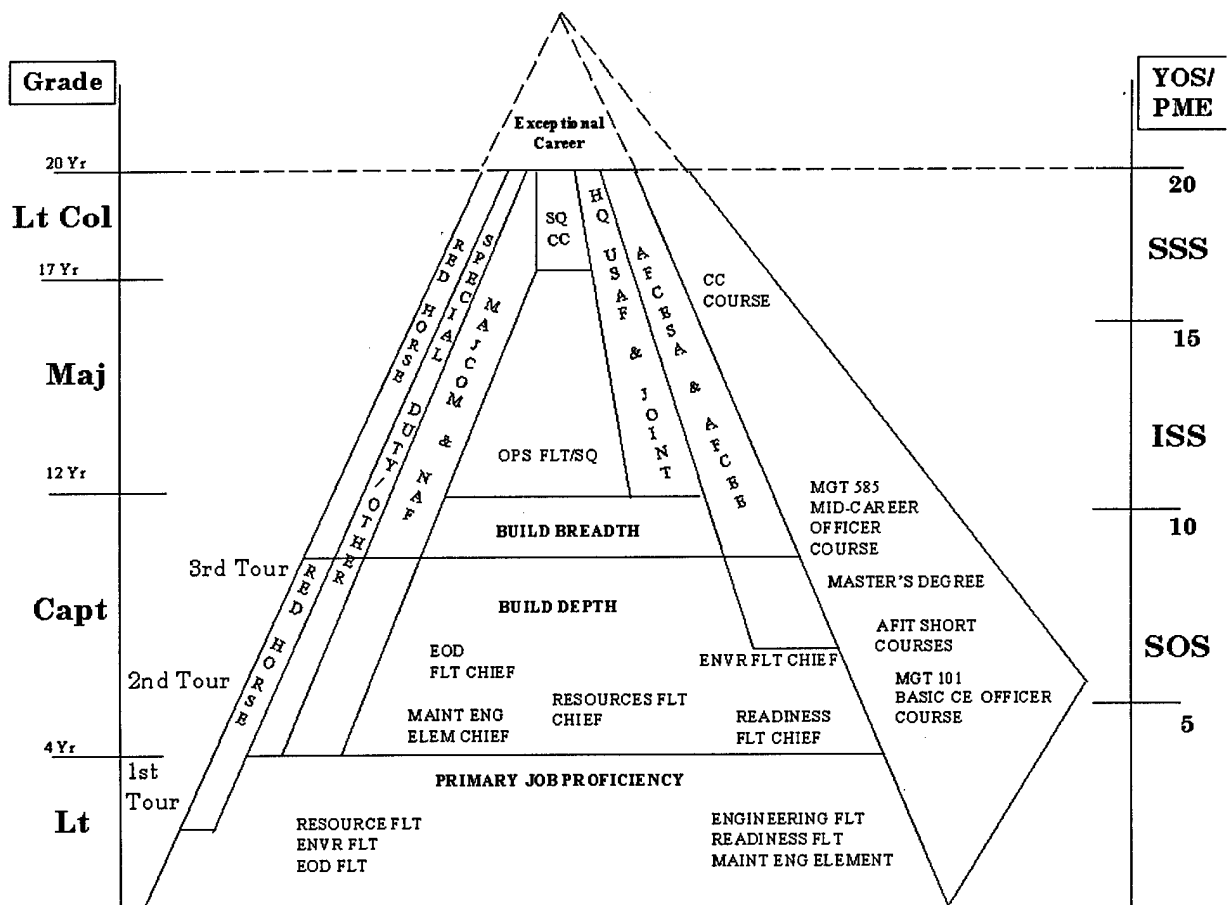 Grade
YOS/
PME
Exceptional
Career
20 Yr
20
Lt Col
SSS
17 Yr
15
Maj
ISS
12 Yr
10
3rd Tour
Capt
SOS
2nd Tour
5
4 Yr
1st
Tour
Lt
RED HORSE
RED HORSE
SPECIAL DUTY/OTHER
MAJCOM & NAF
SQ
CC
HQ USAF & JOINT
AFCESA & AFCEE
CC
COURSE
OPS FLT/SQ
MGT 585
MID-CAREER
OFFICER
COURSE
BUILD BREADTH
MASTER'S DEGREE
BUILD DEPTH
AFIT SHORT
COURSES
EOD
FLT CHIEF
ENVR FLT CHIEF
MGT 101
BASIC CE OFFICER
COURSE
RESOURCES FLT
CHIEF
MAINT ENG
ELEM CHIEF
READINESS
FLT CHIEF
PRIMARY JOB PROFICIENCY
RESOURCE FLT
ENVR FLT
EOD FLT
ENGINEERING FLT
READINESS FLT
MAINT ENG ELEMENT